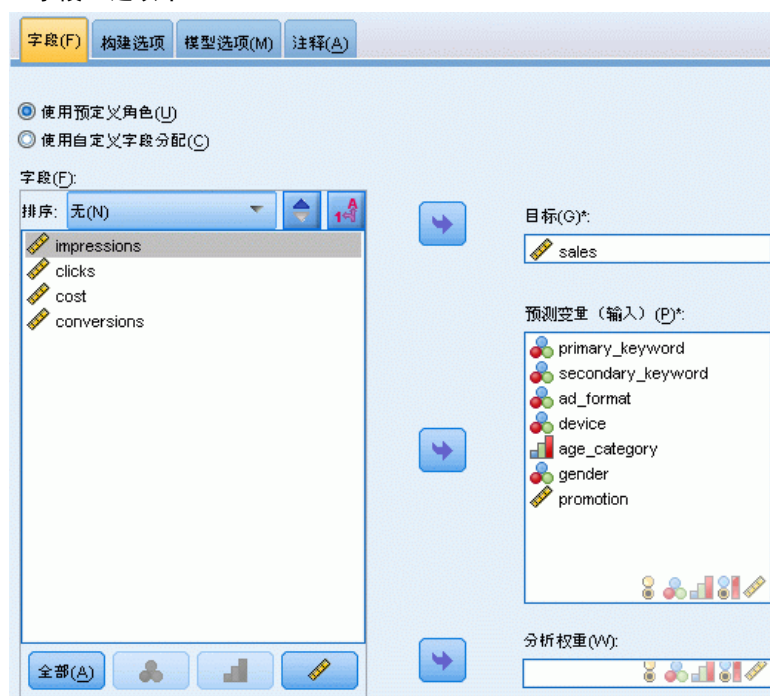 字段(F) 构建选项 模型选项(M) 注释(A)
使用预定义角色(U)
使用自定义字段分配(C)
字段(F):
排序: 无(N)
impressions
clicks
cost
conversions
全部(A)
目标(G)*:
sales
预测变量（输入）(P)*:
primary_keyword
secondary_keyword
ad_format
device
age_category
gender
promotion
分析权重(W):